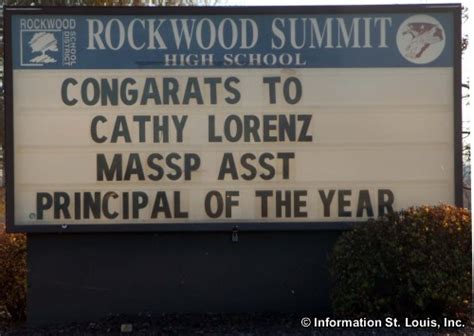 ROCKWOOD
SCHOOL
DISTRICT
ROCKWOOD SUMMIT
HIGH SCHOOL
CONGARATS TO
CATHY LORENZ
MASSP ASST
PRINCIPAL OF THE YEAR
© Information St. Louis, Inc.